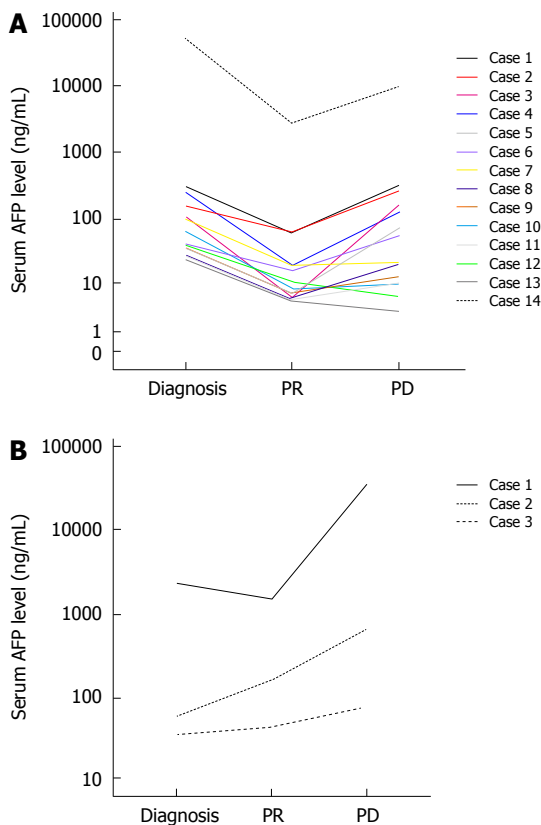 A
Serum AFP level (ng/mL)
100000
10000
1000
100
10
1
0
Diagnosis PR PD
Case 1
Case 2
Case 3
Case 4
Case 5
Case 6
Case 7
Case 8
Case 9
Case 10
Case 11
Case 12
Case 13
Case 14
B
Serum AFP level (ng/mL)
100000
10000
1000
100
10
Diagnosis PR PD
Case 1
Case 2
Case 3